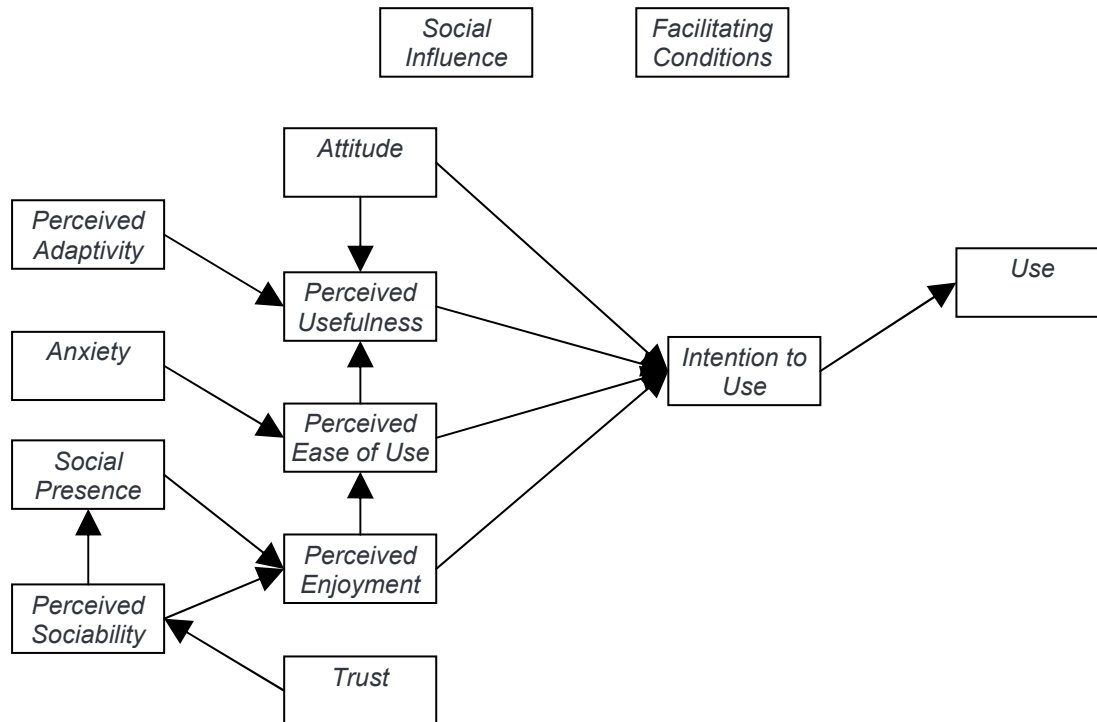 Social
Influence
Facilitating
Conditions
Attitude
Perceived
Adaptivity
Perceived
Usefulness
Use
Anxiety
Intention to
Use
Perceived
Ease of Use
Social
Presence
Perceived
Enjoyment
Perceived
Sociability
Trust